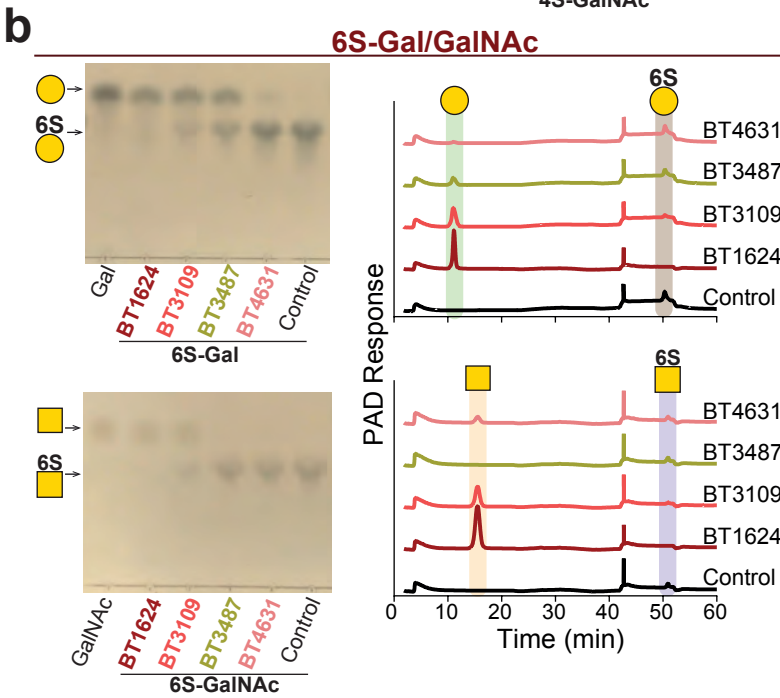 4S-GalNAc
b
6S-Gal/GalNAc
6S
Gal
BT1624
BT3109
BT3487
BT4631
Control
6S-Gal
6S
BT4631
BT3487
BT3109
BT1624
Control
6S
GalNAc
BT1624
BT3109
BT3487
BT4631
Control
6S-GalNAc
PAD Response
6S
BT4631
BT3487
BT3109
BT1624
Control
0 10 20 30 40 50 60
Time (min)